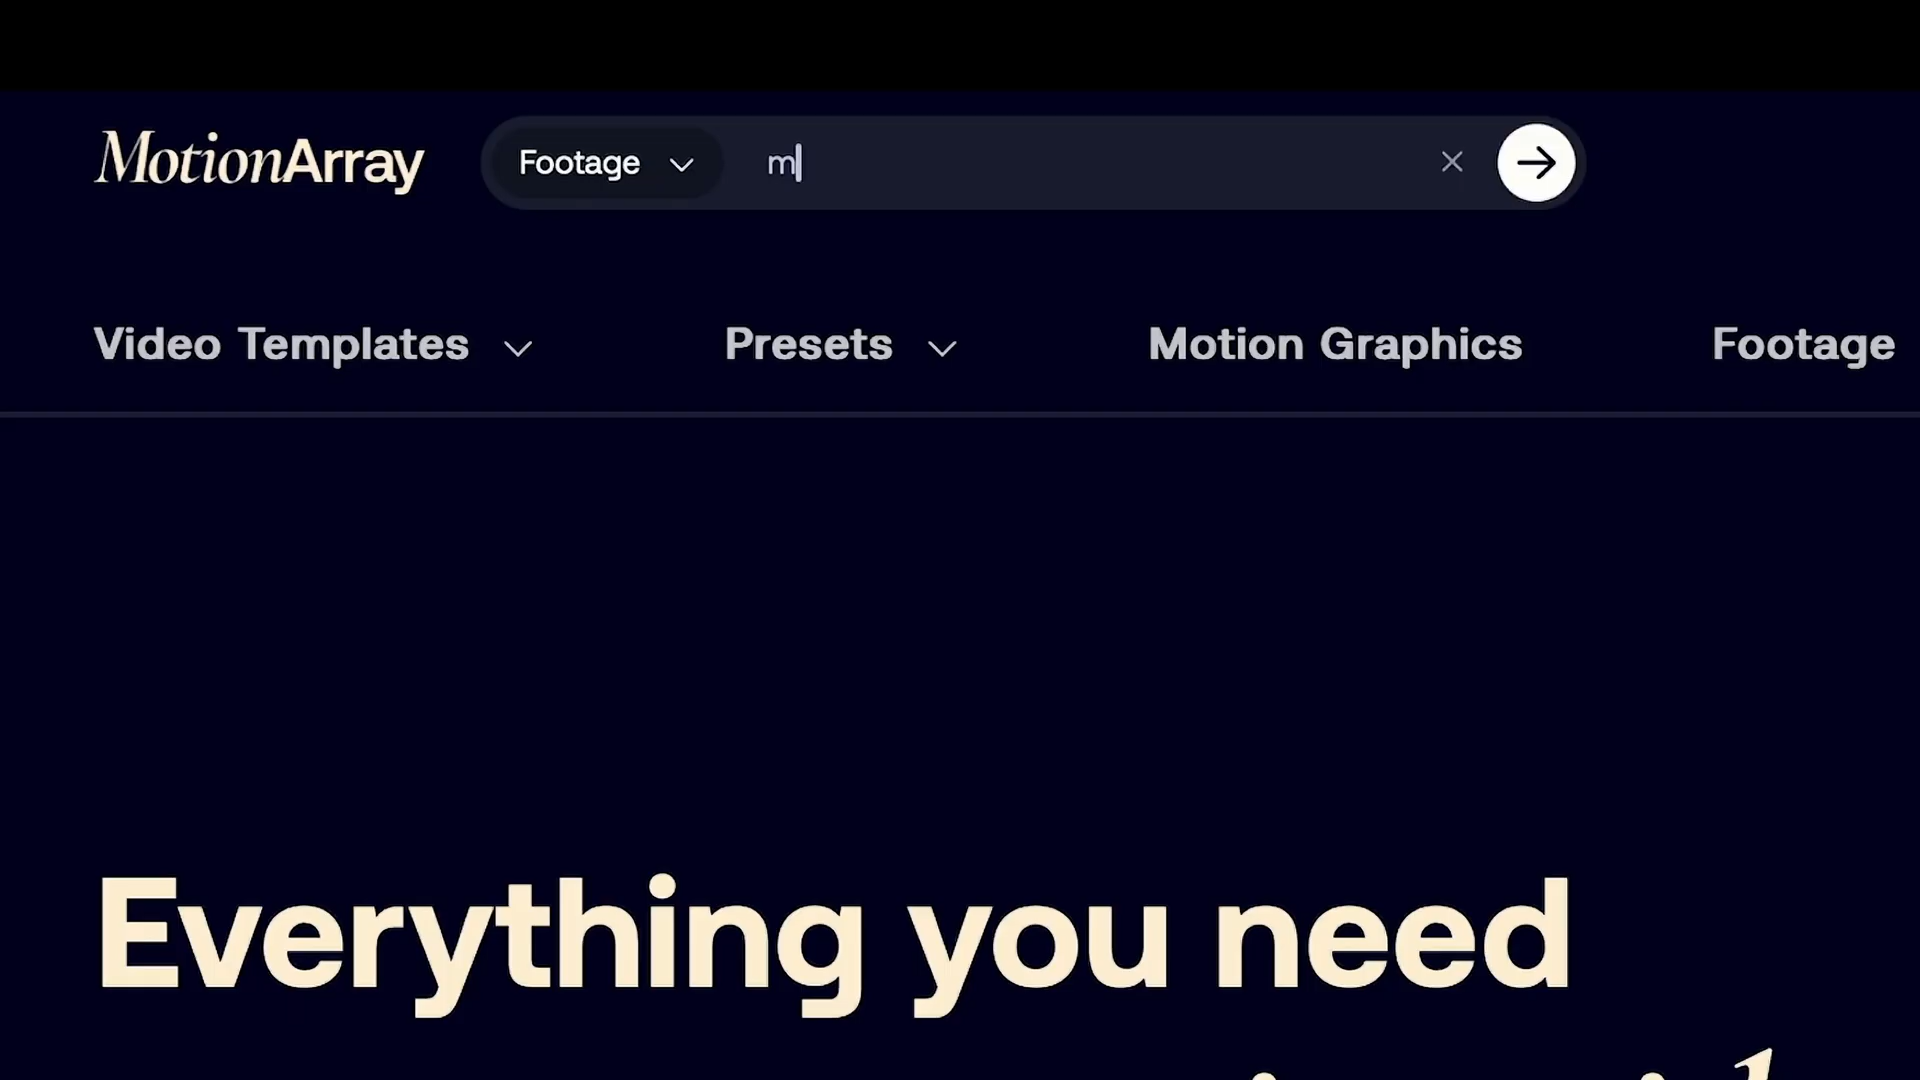 MotionArray
Footage
m
Video Templates
Presets
Motion Graphics
Footage
Everything you need